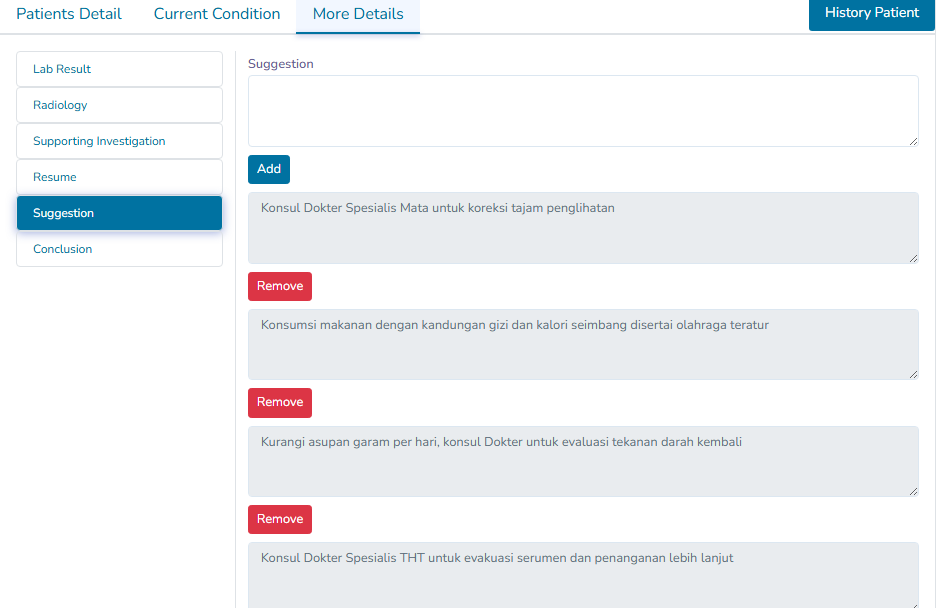 Patients Detail
Current Condition
More Details
History Patient
Lab Result
Radiology
Supporting Investigation
Resume
Suggestion
Conclusion
Suggestion
Add
Konsul Dokter Spesialis Mata untuk koreksi tajam penglihatan
Remove
Konsumsi makanan dengan kandungan gizi dan kalori seimbang disertai olahraga teratur
Remove
Kurangi asupan garam per hari, konsul Dokter untuk evaluasi tekanan darah kembali
Remove
Konsul Dokter Spesialis THT untuk evakuasi serumen dan penanganan lebih lanjut